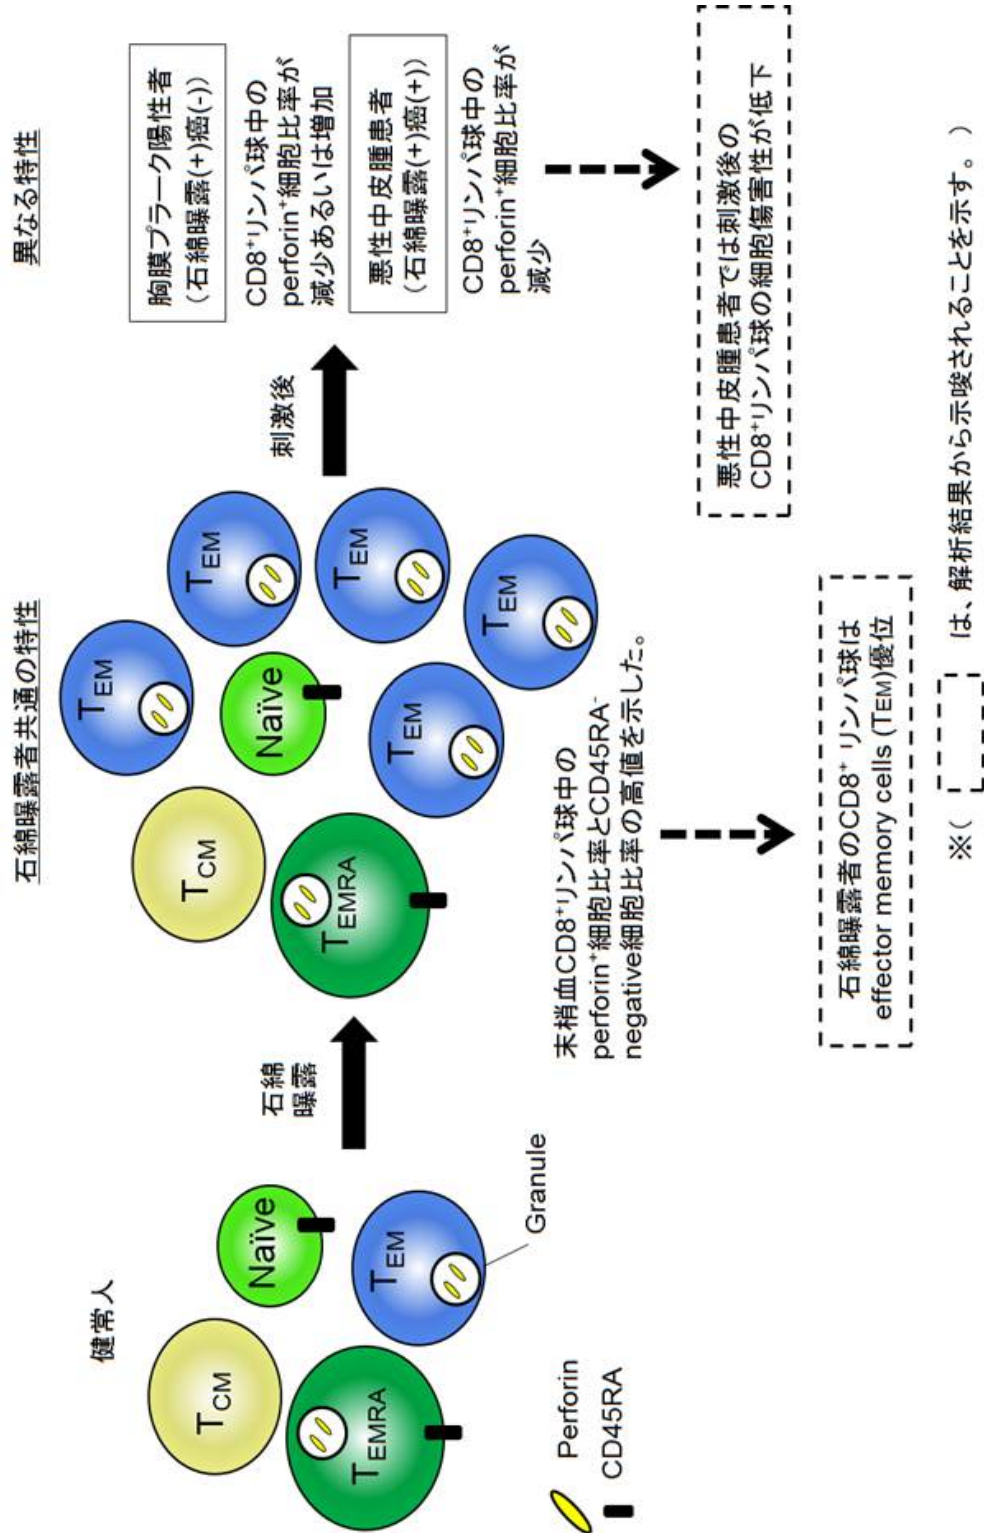 健常人
TCM
Naïve
TEMRA
TEM
Granule
Perforin
CD45RA
石綿
曝露
石綿曝露者共通の特性
TCM
TEM
Naïve
TEM
TEMRA
TEM
TEM
TEM
末梢血CD8⁺リンパ球中の
perforin⁺細胞比率とCD45RA⁻
negative細胞比率の高値を示した。
石綿曝露者のCD8⁺ リンパ球は
effector memory cells (TEM)優位
刺激後
異なる特性
胸膜プラーク陽性者
(石綿曝露(+)癌(-))
CD8⁺リンパ球中の
perforin⁺細胞比率が
減少あるいは増加
悪性中皮腫患者
(石綿曝露(+)癌(+))
CD8⁺リンパ球中の
perforin⁺細胞比率が
減少
悪性中皮腫患者では刺激後の
CD8⁺リンパ球の細胞傷害性が低下
※( は、解析結果から示唆されることを示す。)